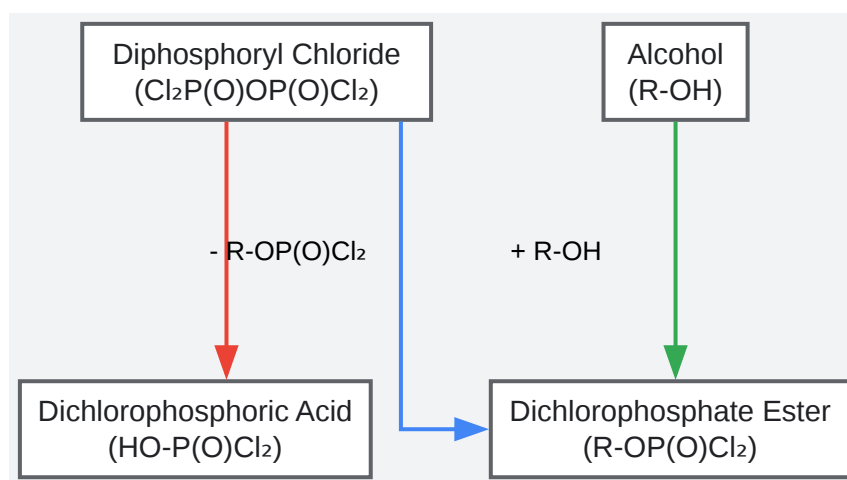 Diphosphoryl Chloride
(Cl₂P(O)OP(O)Cl₂)
Alcohol
(R-OH)
- R-OP(O)Cl₂
+ R-OH
Dichlorophosphoric Acid
(HO-P(O)Cl₂)
Dichlorophosphate Ester
(R-OP(O)Cl₂)